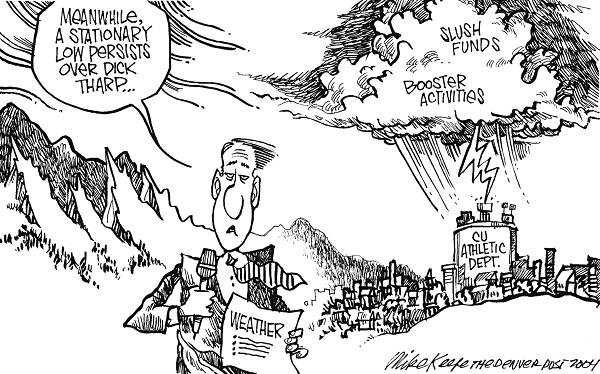 MEANWHILE,
A STATIONARY
LOW PERSISTS
OVER DICK
THARP...
SLUSH
FUNDS
BOOSTER
ACTIVITIES
CU
ATHLETIC
DEPT.
WEATHER
Mike Keefe THE DENVER POST 2004